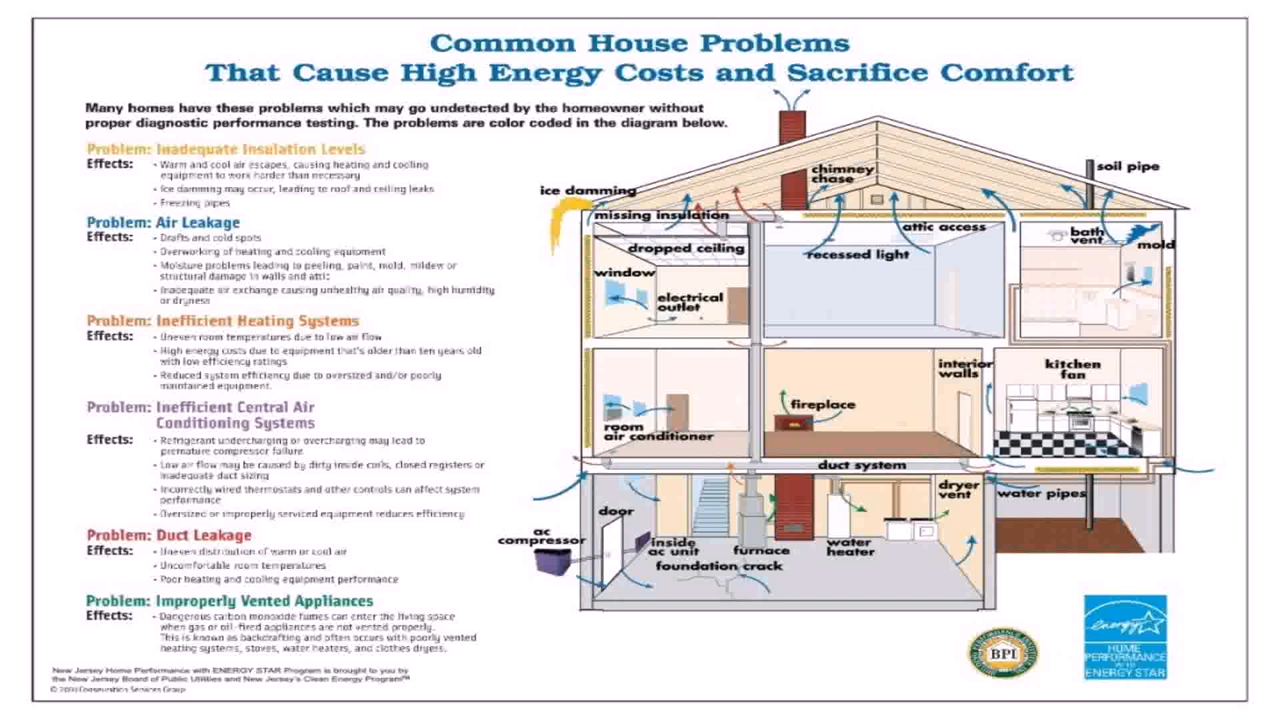 Common House Problems
That Cause High Energy Costs and Sacrifice Comfort
Many homes have these problems which may go undetected by the homeowner without
proper diagnostic performance testing. The problems are color coded in the diagram below.
Problem: Inadequate Insulation Levels
Effects: • Warm and cool air escapes, causing heating and cooling
equipment to work harder than necessary
• Ice damming may occur, leading to roof and ceiling leaks
• Freezing pipes
Problem: Air Leakage
Effects: • Drafts and cold spots
• Overworking of heating and cooling equipment
• Moisture problems leading to peeling, paint, mold, mildew or
structural damage in walls and attic
• Inadequate air exchange causing unhealthy air quality, high humidity
or dryness
Problem: Inefficient Heating Systems
Effects: • Uneven room temperatures due to low air flow
• High energy costs due to equipment that's older than ten years old
with low efficiency ratings
• Reduced system efficiency due to oversized and/or poorly
maintained equipment.
Problem: Inefficient Central Air
Conditioning Systems
Effects: • Refrigerant undercharging or overcharging may lead to
premature compressor failure
• Low air flow may be caused by dirty inside coils, closed registers or
inadequate duct sizing
• Incorrectly wired thermostats and other controls can affect system
performance
• Oversized or improperly serviced equipment reduces efficiency
Problem: Duct Leakage
Effects: • Uneven distribution of warm or cool air
• Uncomfortable room temperatures
• Poor heating and cooling equipment performance
Problem: Improperly Vented Appliances
Effects: • Dangerous carbon monoxide fumes can enter the living space
when gas or oil-fired appliances are not vented properly.
This is known as backdrafting and often occurs with poorly vented
heating systems, stoves, water heaters, and clothes dryers.
New Jersey Home Performance with ENERGY STAR Program is brought to you by
the New Jersey Board of Public Utilities and New Jersey's Clean Energy Program™
Conservation Services Group
chimney
chase
soil pipe
ice damming
missing insulation
attic access
bath
vent
mold
dropped ceiling
recessed light
window
electrical
outlet
interior
walls
kitchen
fan
fireplace
room
air conditioner
duct system
dryer
vent
water pipes
door
ac
compressor
inside
ac unit
furnace
water
heater
foundation crack
BPI
energy
HOME
PERFORMANCE
WITH
ENERGY STAR